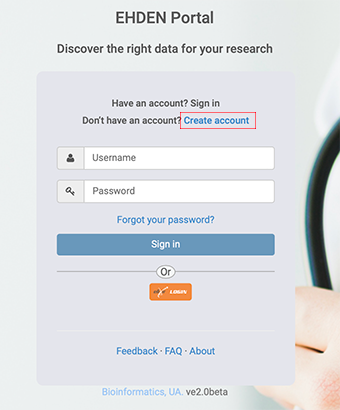 EHDEN Portal
Discover the right data for your research
Have an account? Sign in
Don't have an account? Create account
Username
Password
Forgot your password?
Sign in
Or
LOGIN
Feedback · FAQ · About
Bioinformatics, UA. ve2.0beta